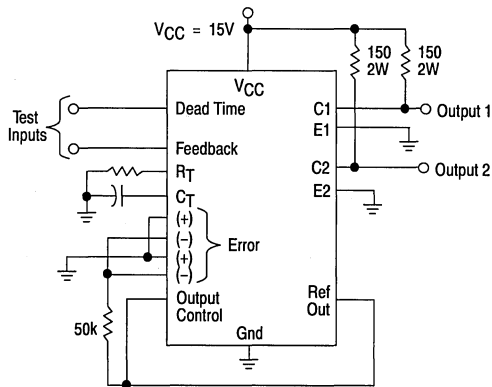 VCC = 15V
150
2W
150
2W
VCC
Test
Inputs
Dead Time
Feedback
RT
CT
(+)
(–)
(+)
(–)
Error
Output
Control
50k
Gnd
C1
E1
C2
E2
Ref
Out
Output 1
Output 2